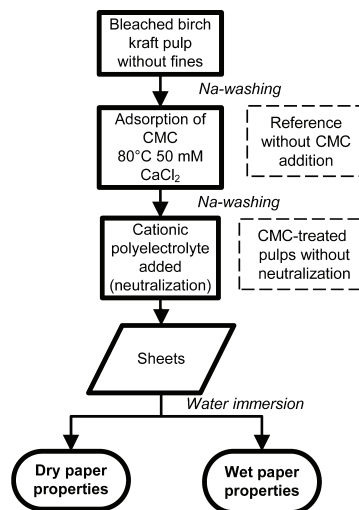 Bleached birch
kraft pulp
without fines
Na-washing
Adsorption of
CMC
80°C 50 mM
CaCl₂
Reference
without CMC
addition
Na-washing
Cationic
polyelectrolyte
added
(neutralization)
CMC-treated
pulps without
neutralization
Sheets
Water immersion
Dry paper
properties
Wet paper
properties